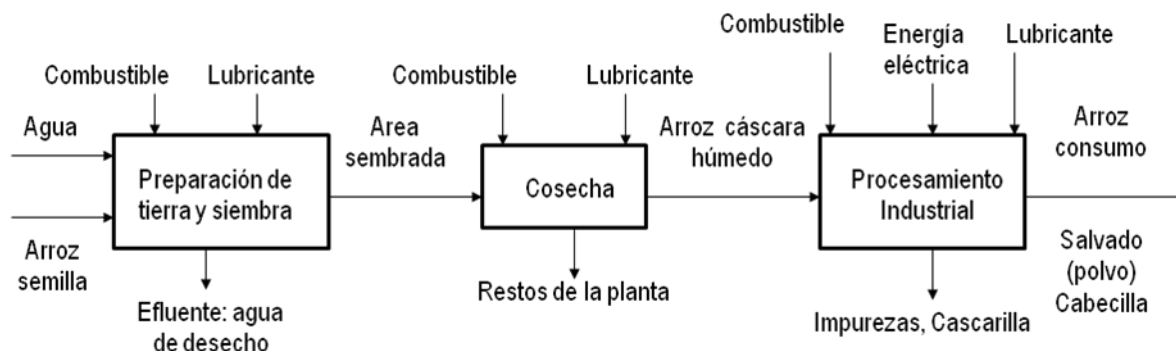 Combustible
Lubricante
Agua
Preparación de
tierra y siembra
Arroz
semilla
Efluente: agua
de desecho
Area
sembrada
Combustible
Lubricante
Cosecha
Restos de la planta
Arroz cáscara
húmedo
Combustible
Energía
eléctrica
Lubricante
Procesamiento
Industrial
Impurezas, Cascarilla
Arroz
consumo
Salvado
(polvo)
Cabecilla